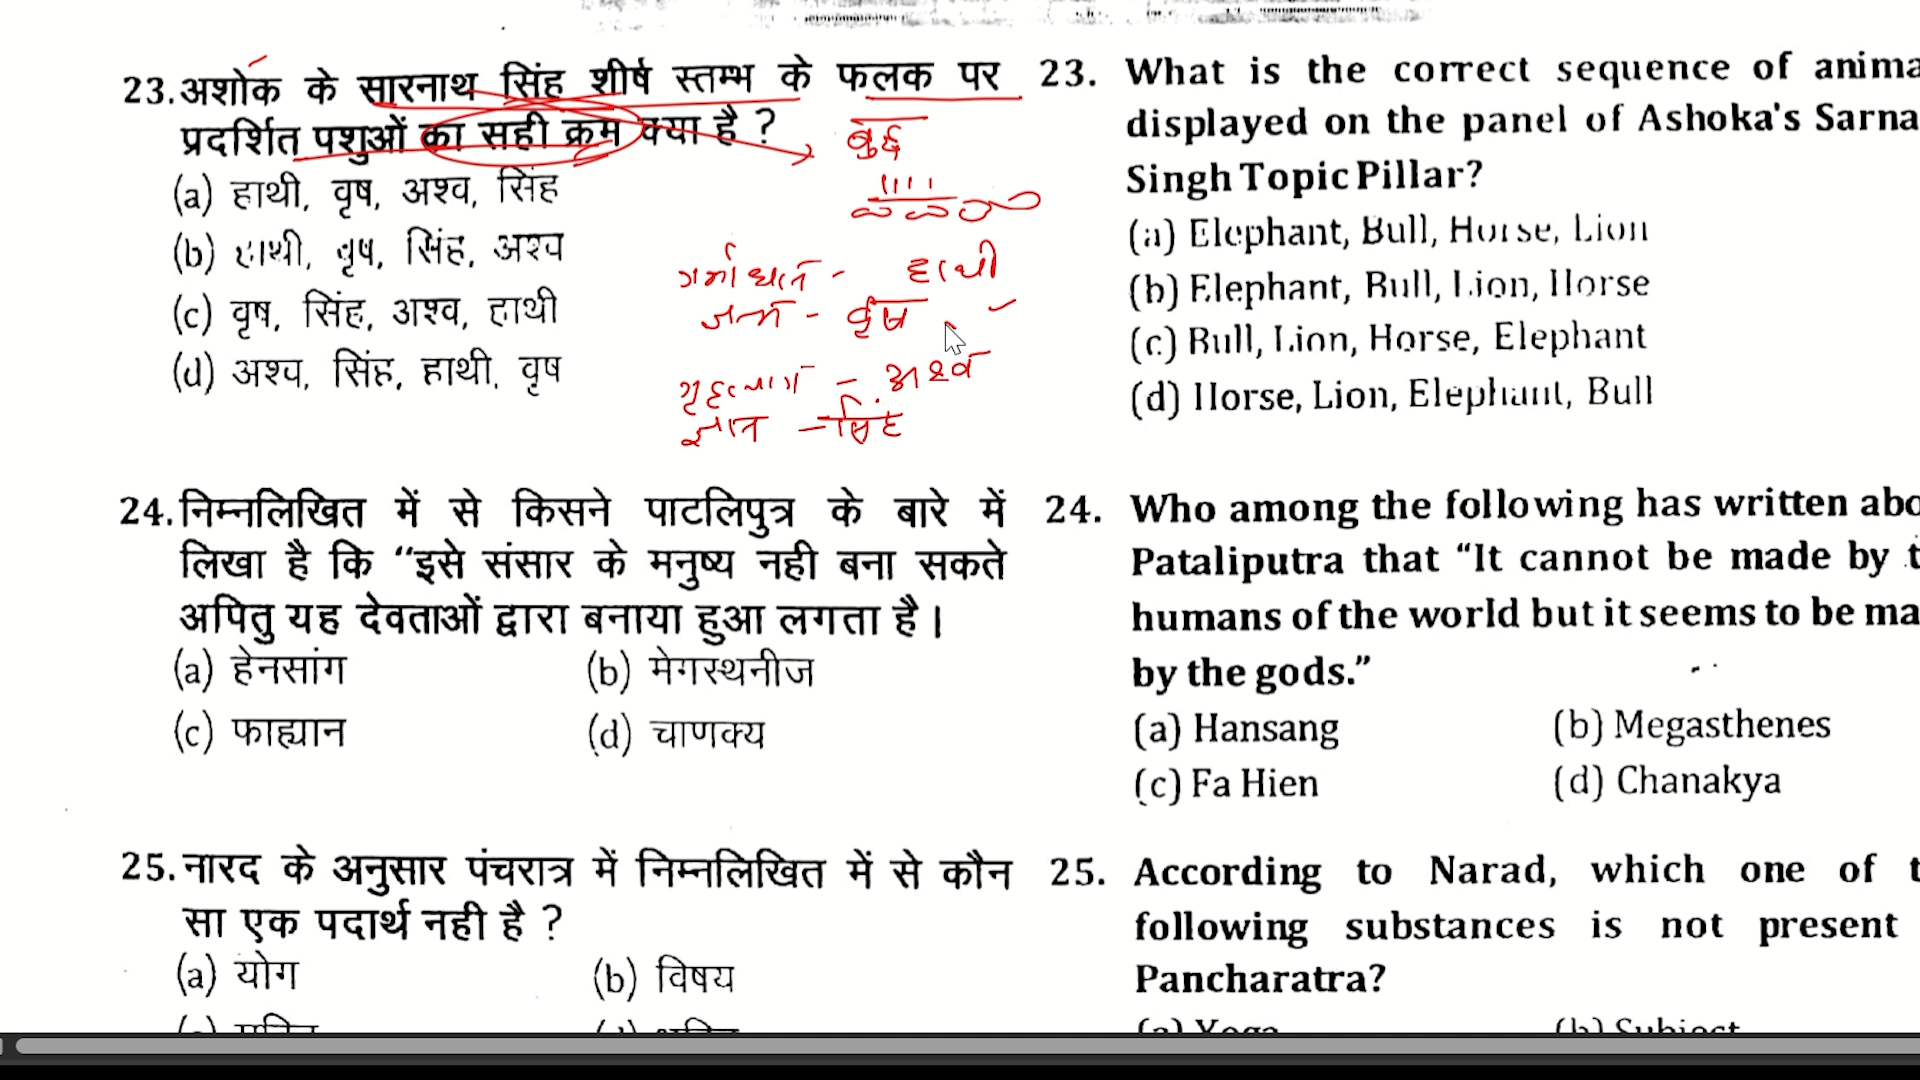 23. अशोक के सारनाथ सिंह शीर्ष स्तम्भ के फलक पर
प्रदर्शित पशुओं का सही क्रम क्या है ?
(a) हाथी, वृष, अश्व, सिंह
(b) हाथी, वृष, सिंह, अश्व
(c) वृष, सिंह, अश्व, हाथी
(d) अश्व, सिंह, हाथी, वृष
बुद्ध
गर्भाधान - हाथी
जन्म - वृष
गृहत्याग - अश्व
ज्ञान - सिंह
24. निम्नलिखित में से किसने पाटलिपुत्र के बारे में
लिखा है कि “इसे संसार के मनुष्य नही बना सकते
अपितु यह देवताओं द्वारा बनाया हुआ लगता है।
(a) हेनसांग (b) मेगस्थनीज
(c) फाह्यान (d) चाणक्य
25. नारद के अनुसार पंचरात्र में निम्नलिखित में से कौन
सा एक पदार्थ नही है ?
(a) योग (b) विषय
23. What is the correct sequence of anima
displayed on the panel of Ashoka's Sarna
Singh Topic Pillar?
(a) Elephant, Bull, Horse, Lion
(b) Elephant, Bull, Lion, Horse
(c) Bull, Lion, Horse, Elephant
(d) Horse, Lion, Elephant, Bull
24. Who among the following has written abo
Pataliputra that “It cannot be made by t
humans of the world but it seems to be ma
by the gods.”
(a) Hansang (b) Megasthenes
(c) Fa Hien (d) Chanakya
25. According to Narad, which one of t
following substances is not present
Pancharatra?
(a) Yoga (b) Subject